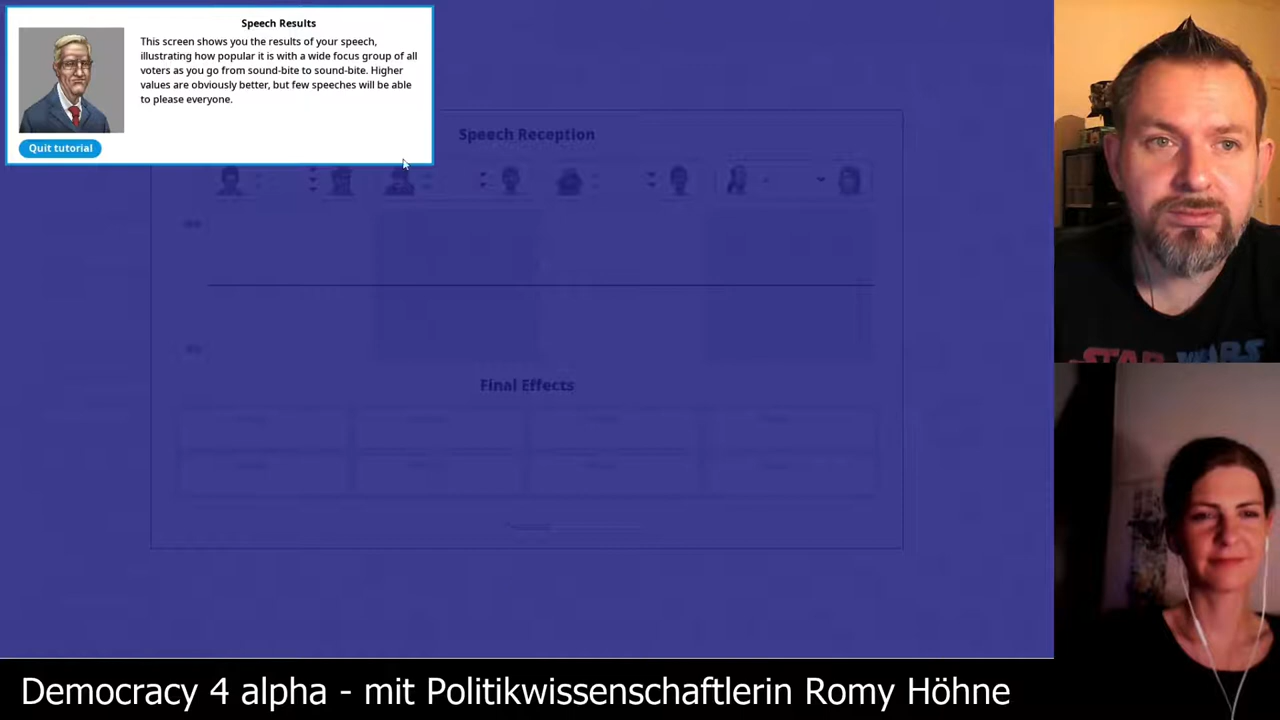 Speech Results
This screen shows you the results of your speech,
illustrating how popular it is with a wide focus group of all
voters as you go from sound-bite to sound-bite. Higher
values are obviously better, but few speeches will be able
to please everyone.
Quit tutorial
Speech Reception
Final Effects
STAR WARS
Democracy 4 alpha - mit Politikwissenschaftlerin Romy Höhne